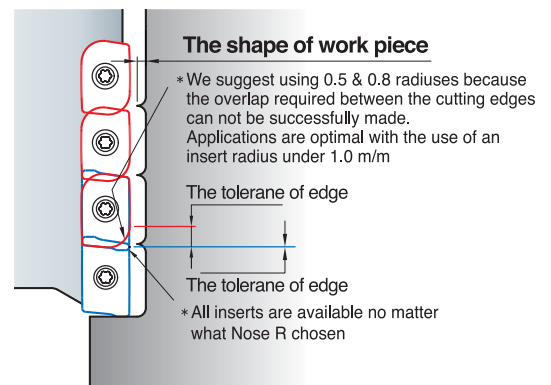 The shape of work piece
* We suggest using 0.5 & 0.8 radiuses because
the overlap required between the cutting edges
can not be successfully made.
Applications are optimal with the use of an
insert radius under 1.0 m/m
The tolerane of edge
The tolerane of edge
* All inserts are available no matter
what Nose R chosen